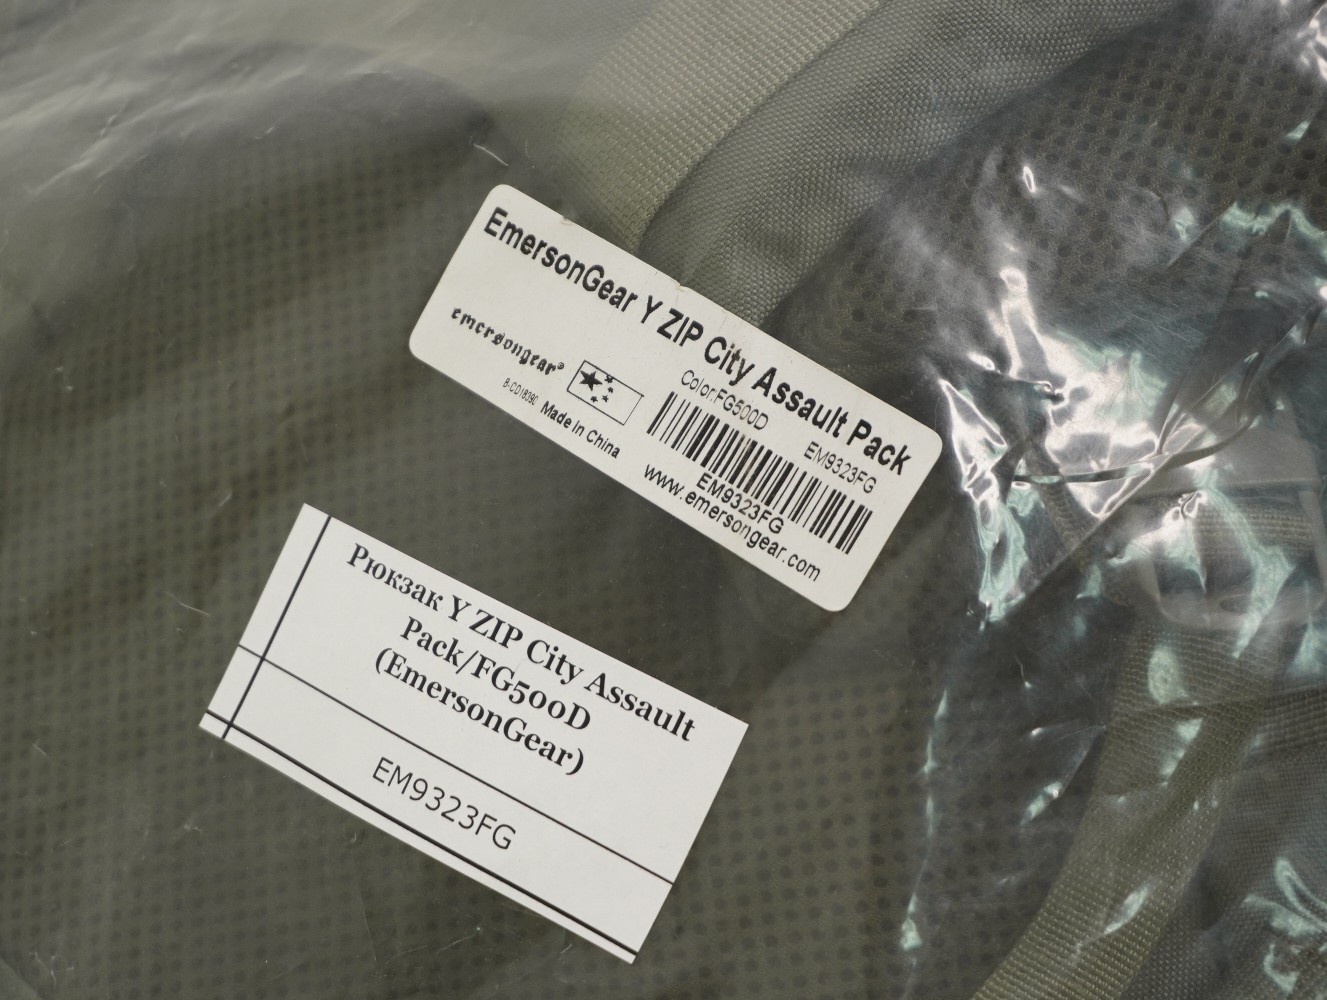 EmersonGear Y ZIP City Assault Pack
Color:FG500D
EM9323FG
emersongear®
B-CD18090
Made in China
EM9323FG
www.emersongear.com
Рюкзак Y ZIP City Assault
Pack/FG500D
(EmersonGear)
EM9323FG